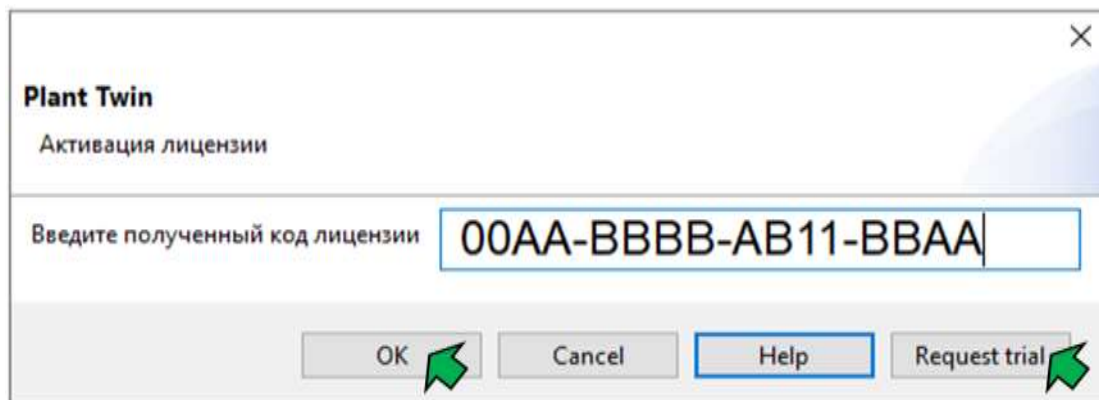 Plant Twin
Активация лицензии
Введите полученный код лицензии 00AA-BBBB-AB11-BBAA
OK Cancel Help Request trial